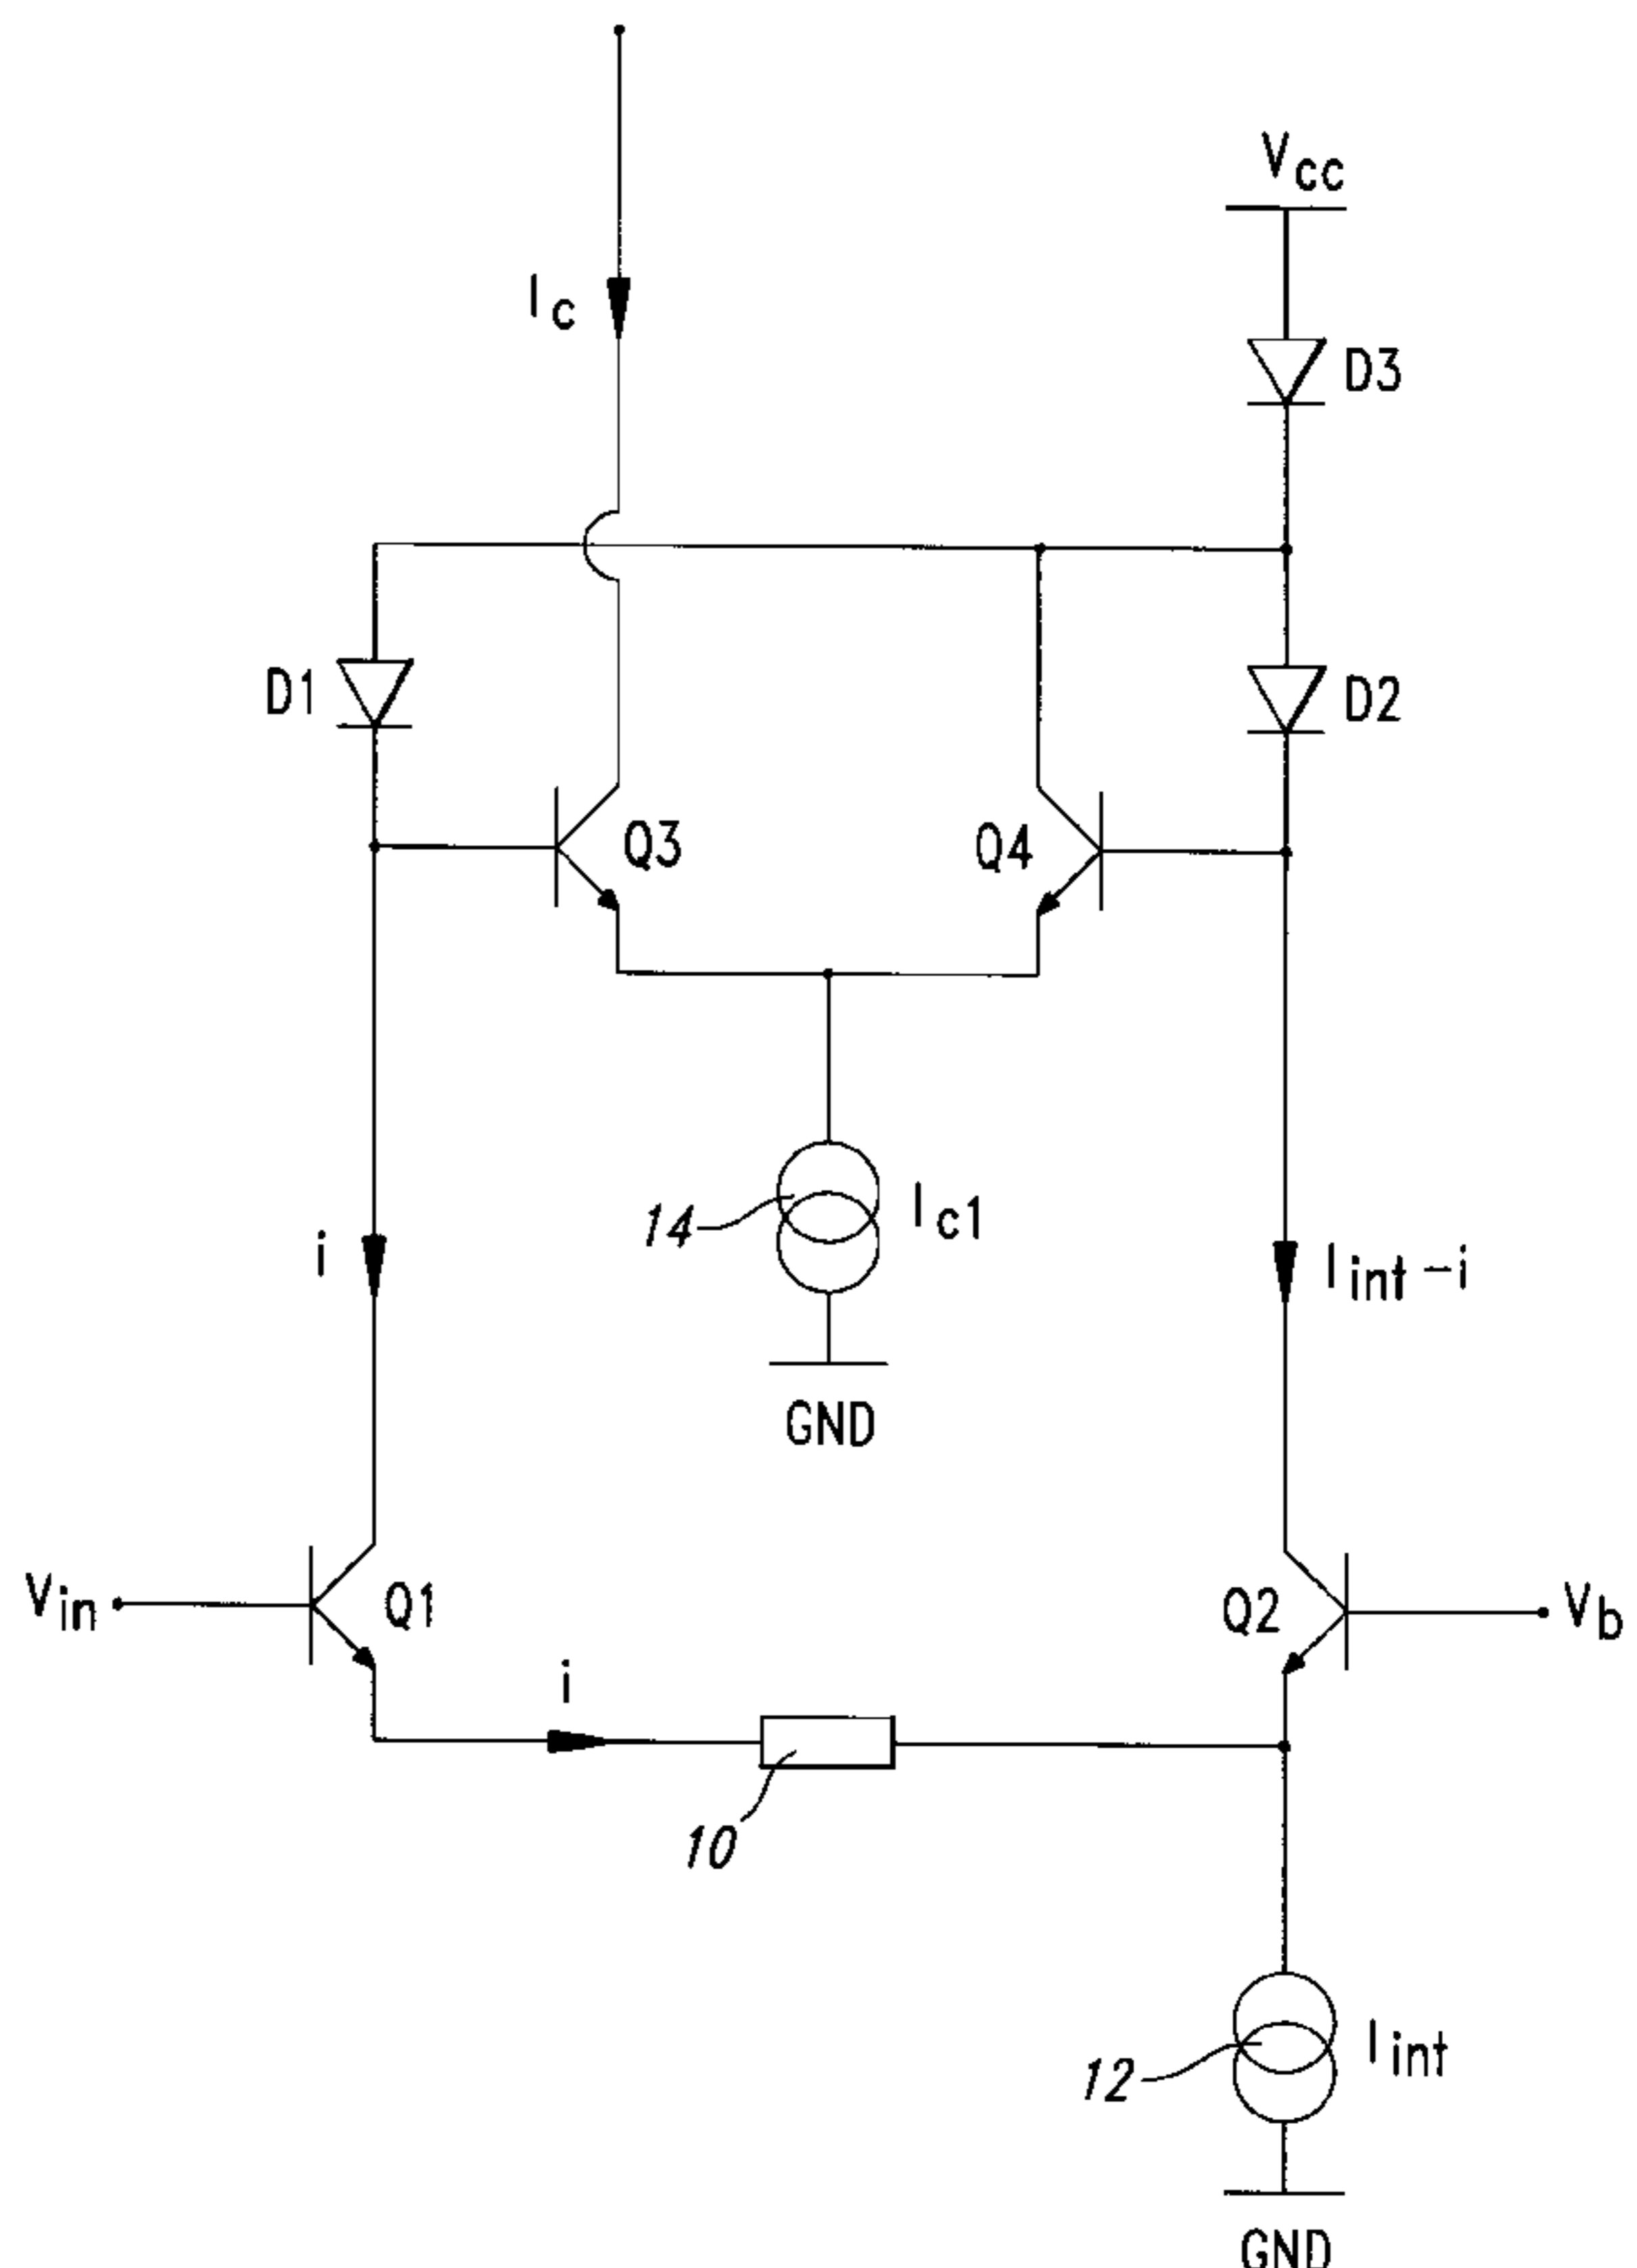 Vcc
Ic
D3
D1
D2
Q3
Q4
14
Ic1
i
Iint -i
GND
Vin
Q1
Q2
Vb
i
10
12
Iint
GND